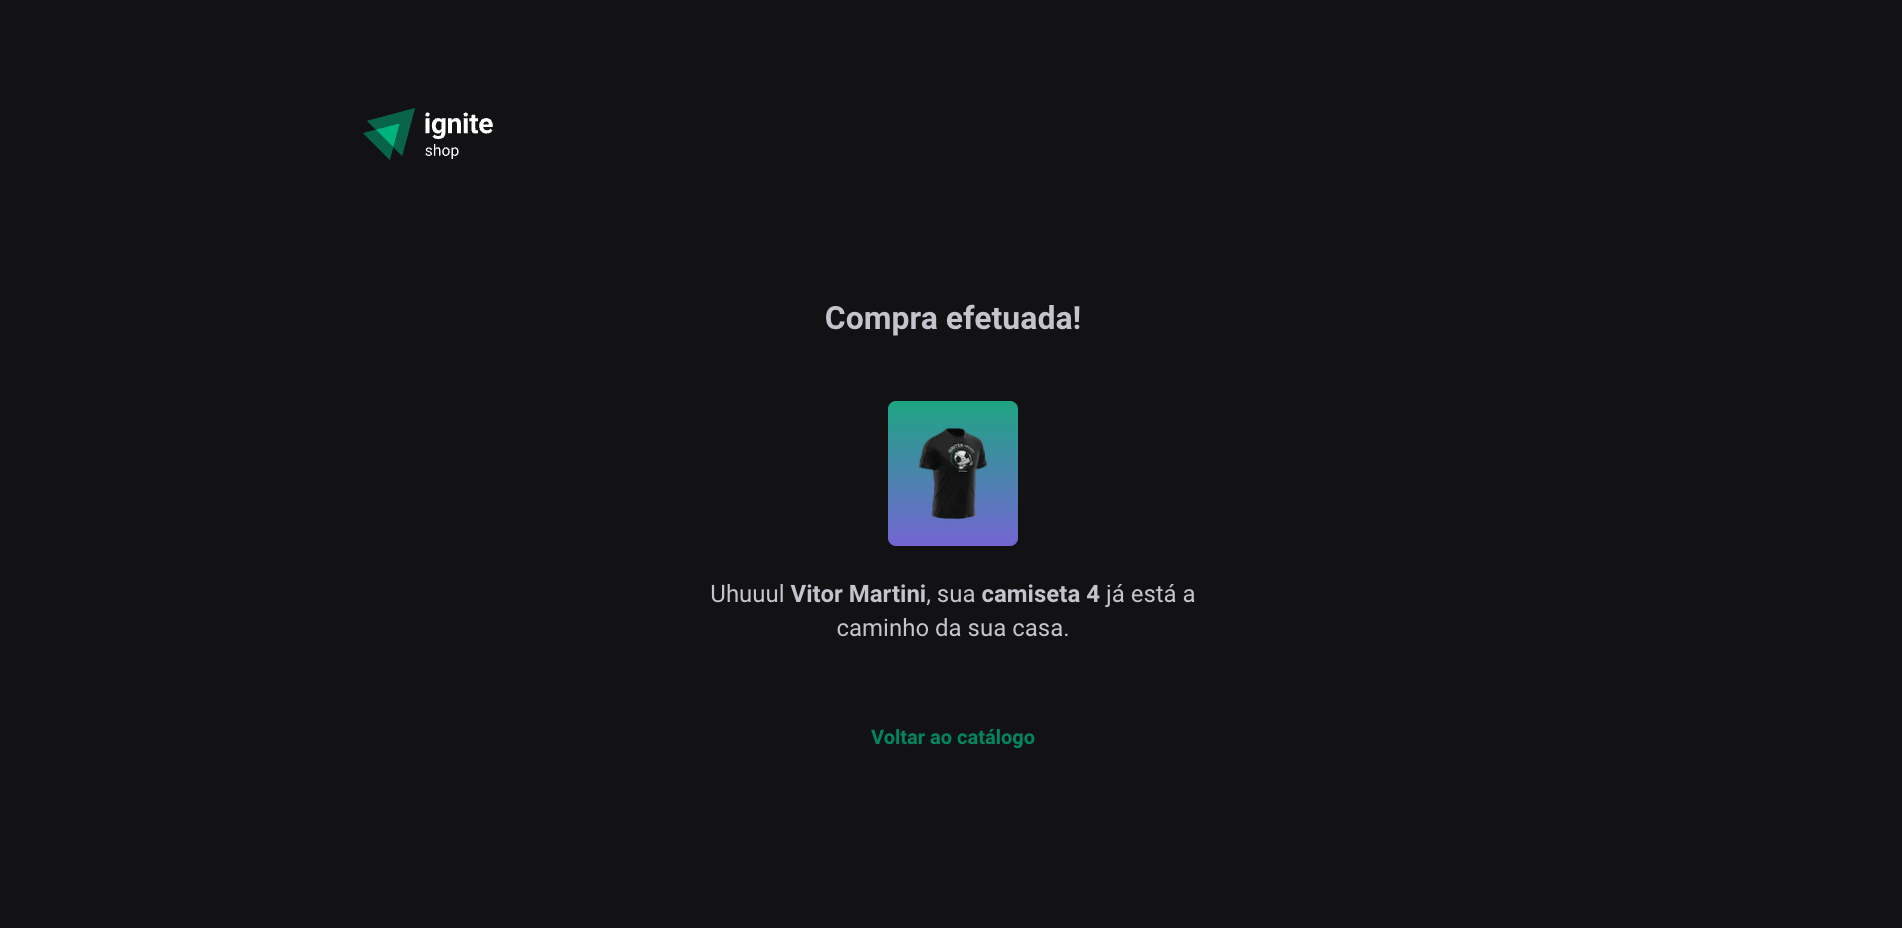 ignite
shop
Compra efetuada!
Uhuuul Vitor Martini, sua camiseta 4 já está a
caminho da sua casa.
Voltar ao catálogo